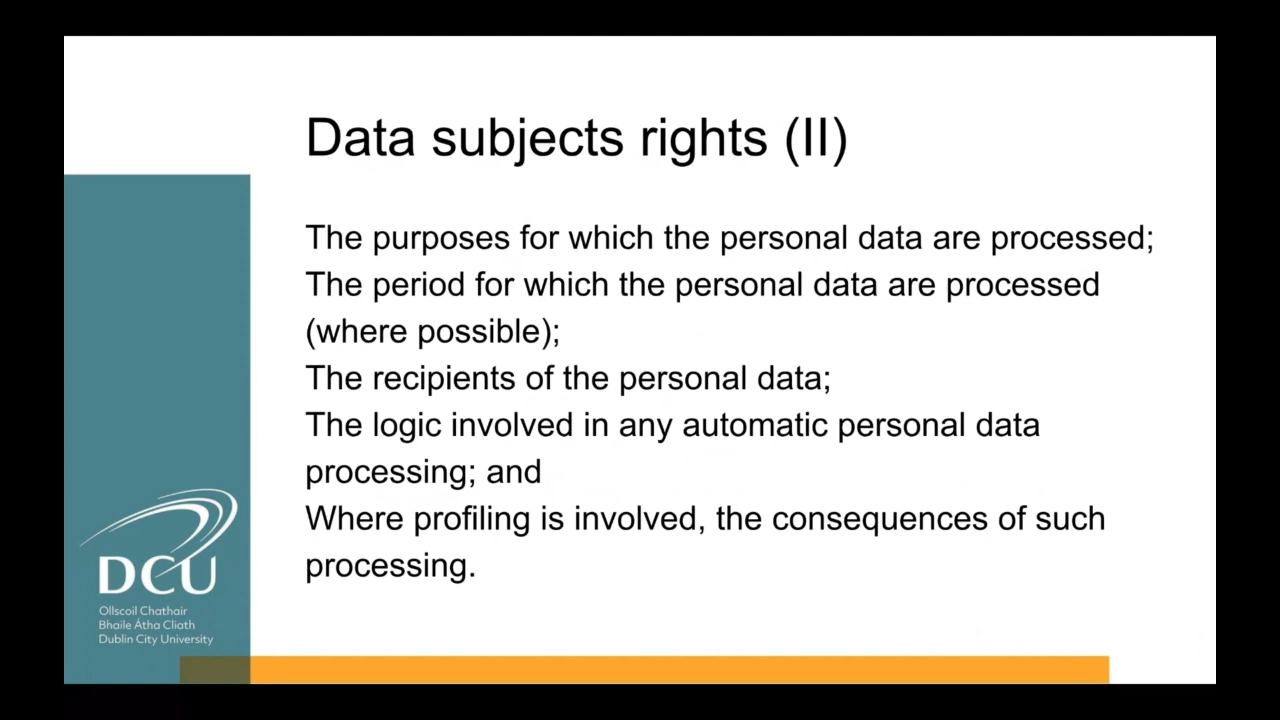 Data subjects rights (II)
The purposes for which the personal data are processed;
The period for which the personal data are processed
(where possible);
The recipients of the personal data;
The logic involved in any automatic personal data
processing; and
Where profiling is involved, the consequences of such
processing.
DCU
Ollscoil Chathair
Bhaile Átha Cliath
Dublin City University